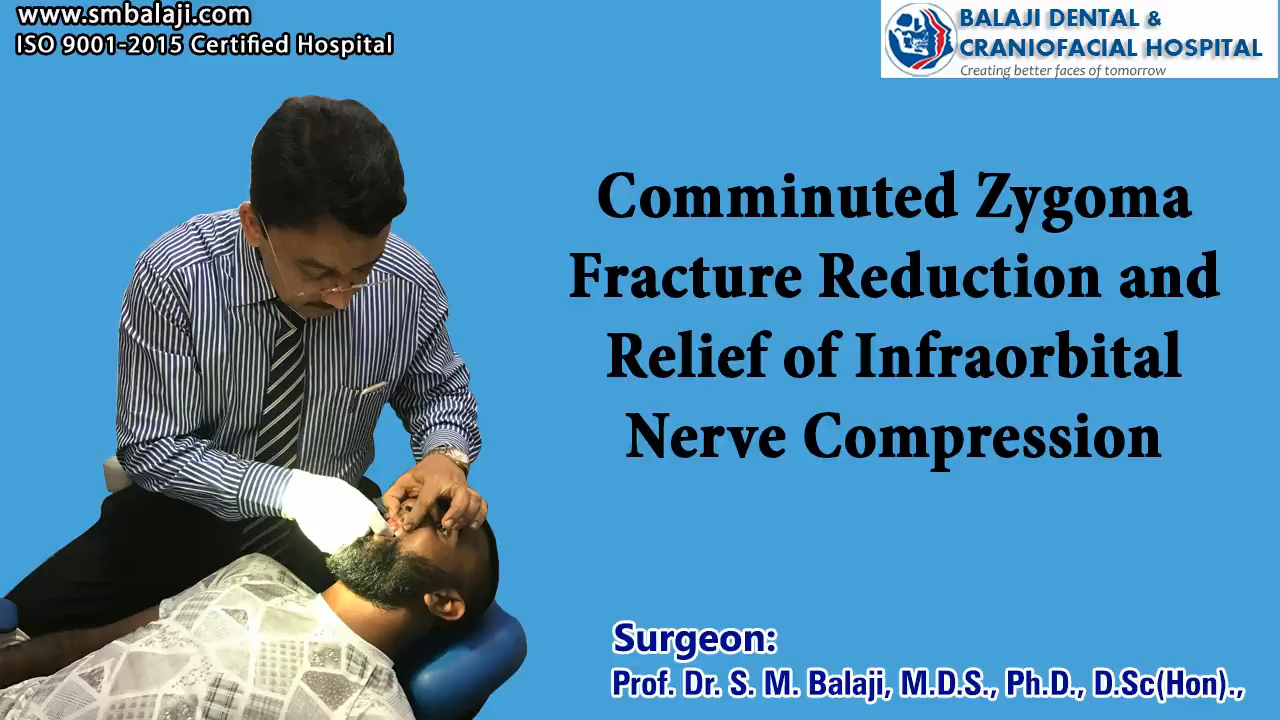 www.smbalaji.com
ISO 9001-2015 Certified Hospital
BALAJI DENTAL &
CRANIOFACIAL HOSPITAL
Creating better faces of tomorrow
Comminuted Zygoma
Fracture Reduction and
Relief of Infraorbital
Nerve Compression
Surgeon:
Prof. Dr. S. M. Balaji, M.D.S., Ph.D., D.Sc(Hon).,